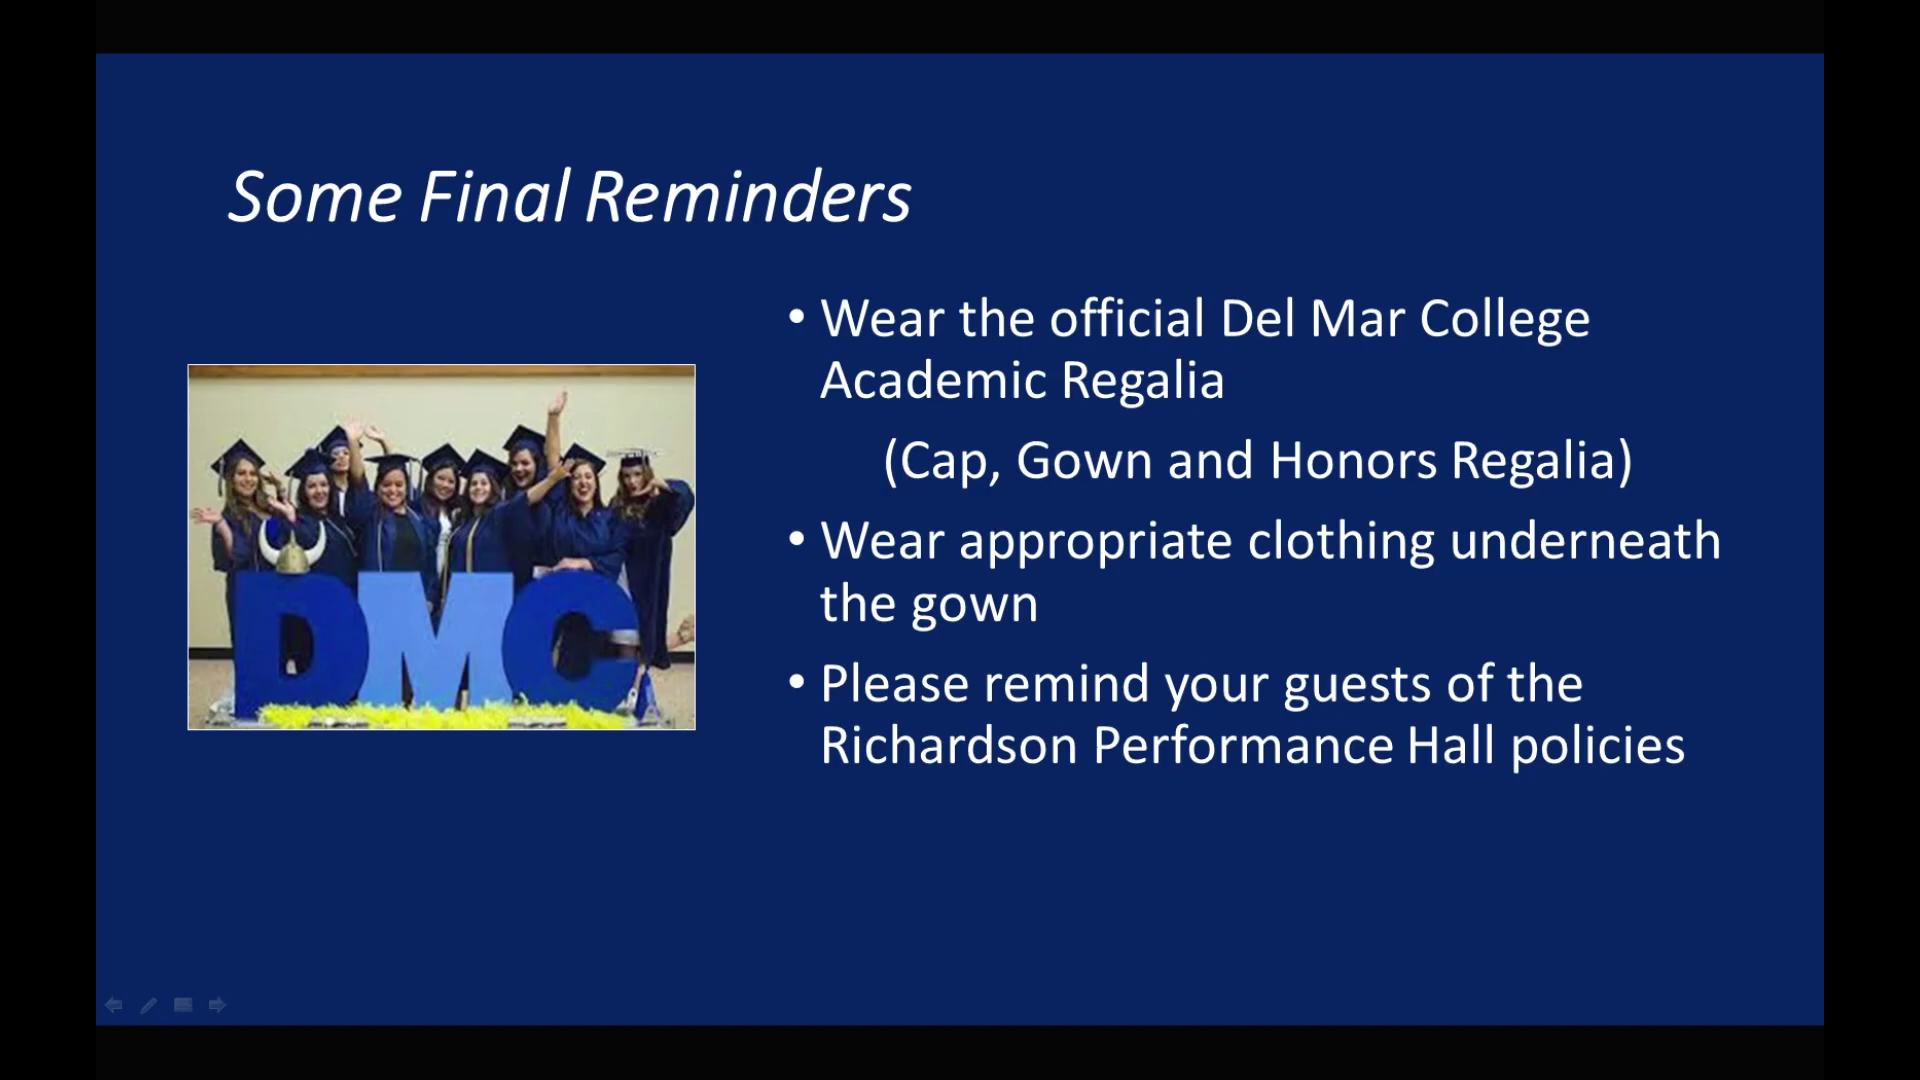 Some Final Reminders
• Wear the official Del Mar College
Academic Regalia
(Cap, Gown and Honors Regalia)
• Wear appropriate clothing underneath
the gown
• Please remind your guests of the
Richardson Performance Hall policies
DMC